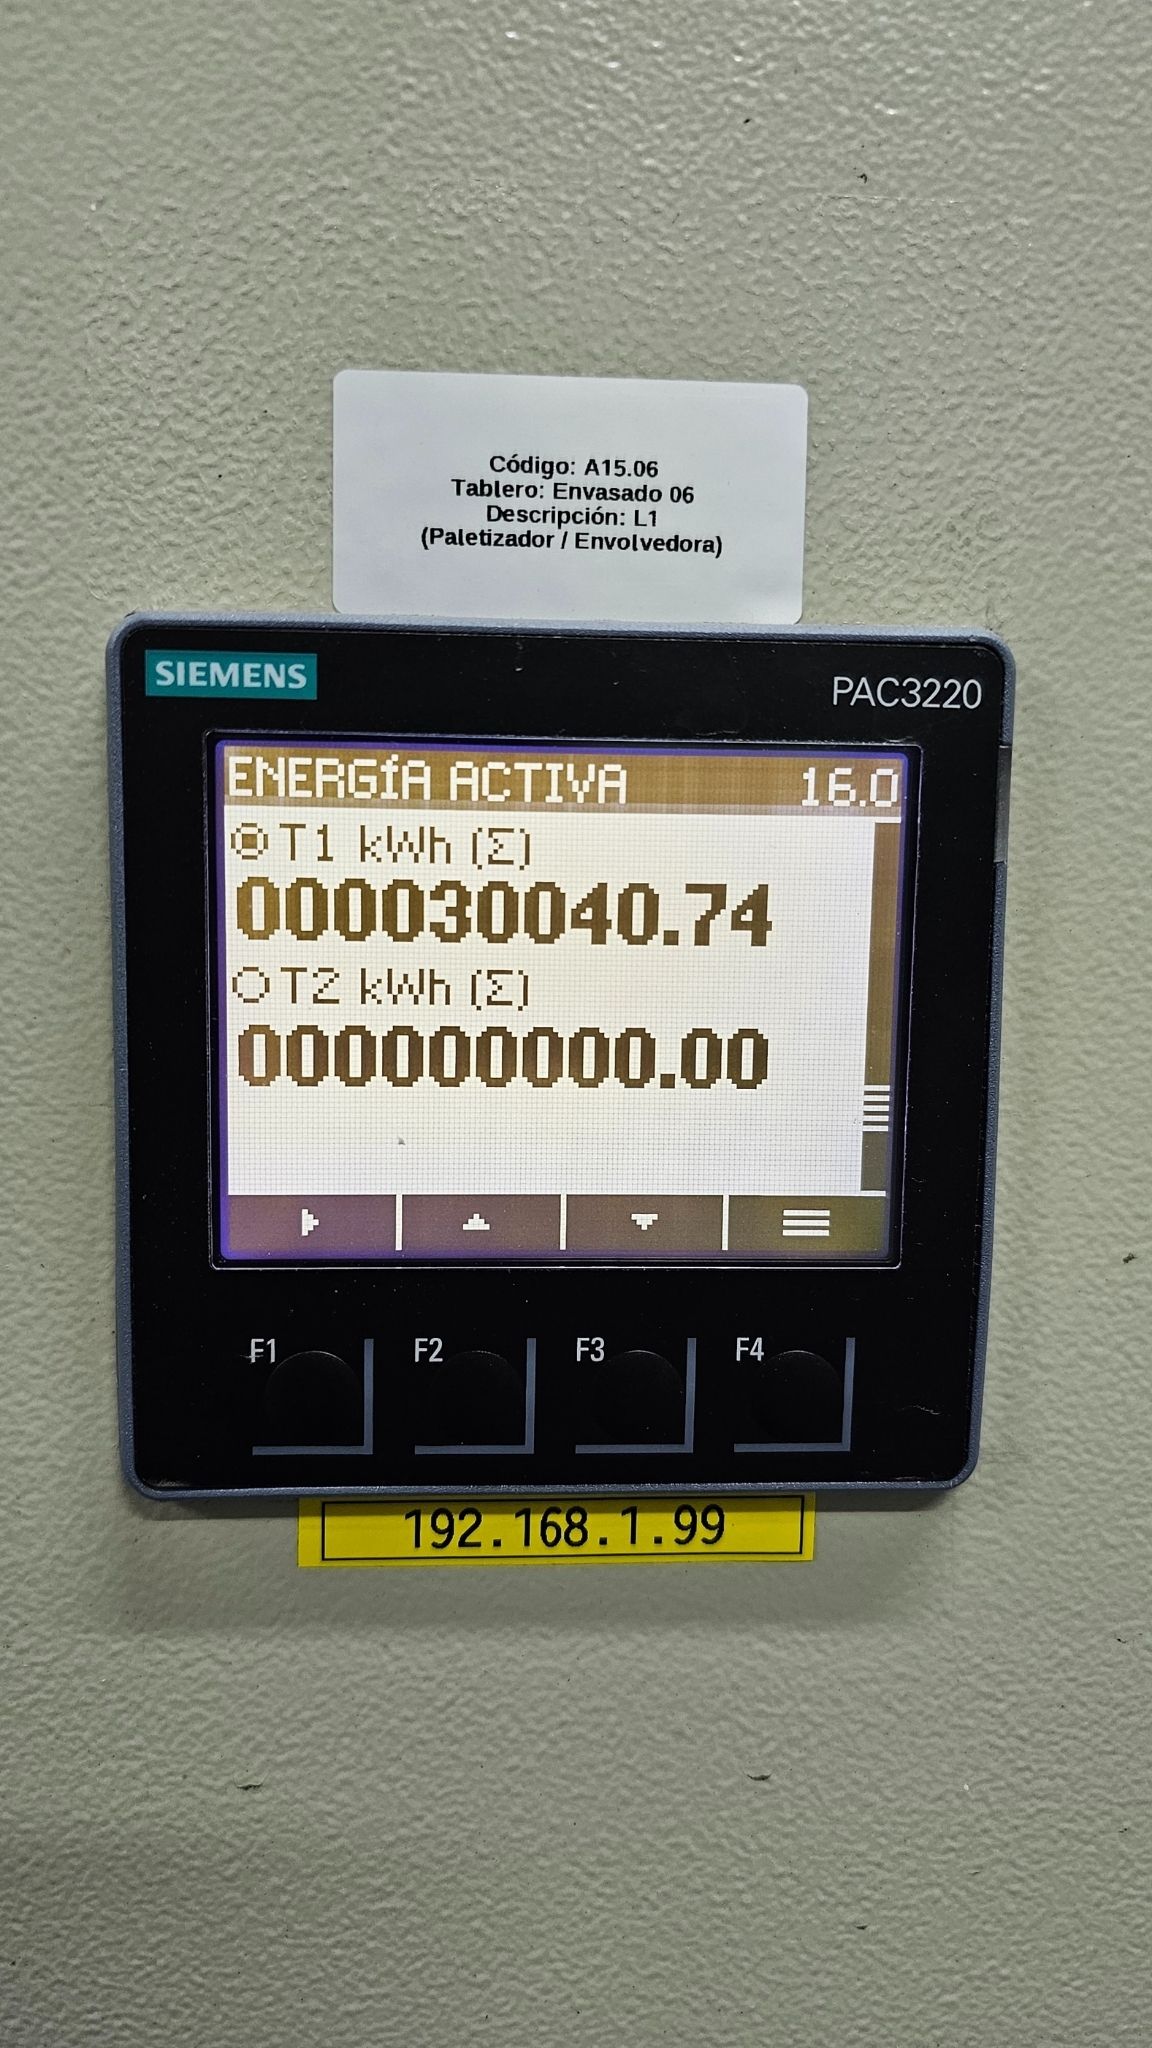 Código: A15.06
Tablero: Envasado 06
Descripción: L1
(Paletizador / Envolvedora)
SIEMENS
PAC3220
ENERGÍA ACTIVA 16.0
T1 kWh (Σ)
000030040.74
T2 kWh (Σ)
000000000.00
F1 F2 F3 F4
192.168.1.99